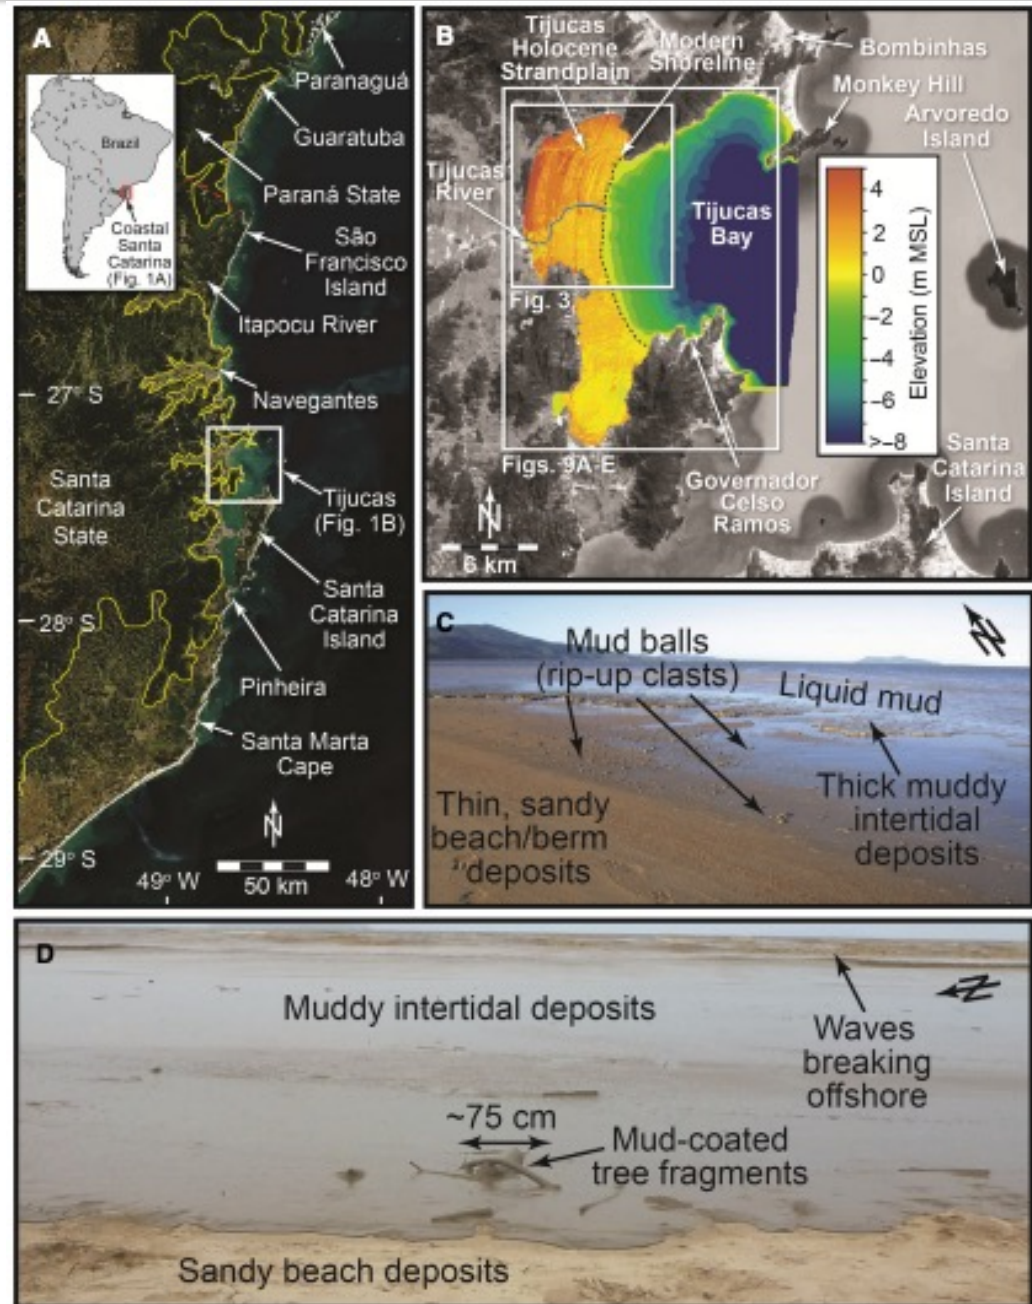 A
Paranaguá
Guaratuba
Brazil
Paraná State
Coastal
Santa
Catarina
(Fig. 1A)
São
Francisco
Island
Itapocu River
27° S
Navegantes
Santa
Catarina
State
Tijucas
(Fig. 1B)
Santa
Catarina
Island
28° S
Pinheira
Santa Marta
Cape
N
29° S
49° W
50 km
48° W
B
Tijucas
Holocene
Strandplain
Modern
Shoreline
Bombinhas
Monkey Hill
Arvoredo
Island
Tijucas
River
Tijucas
Bay
4
2
0
-2
-4
-6
>-8
Elevation (m MSL)
Fig. 3
Figs. 9A-E
Governador
Celso
Ramos
Santa
Catarina
Island
N
6 km
C
N
Mud balls
(rip-up clasts)
Liquid mud
Thin, sandy
beach/berm
deposits
Thick muddy
intertidal
deposits
D
N
Muddy intertidal deposits
Waves
breaking
offshore
~75 cm
Mud-coated
tree fragments
Sandy beach deposits